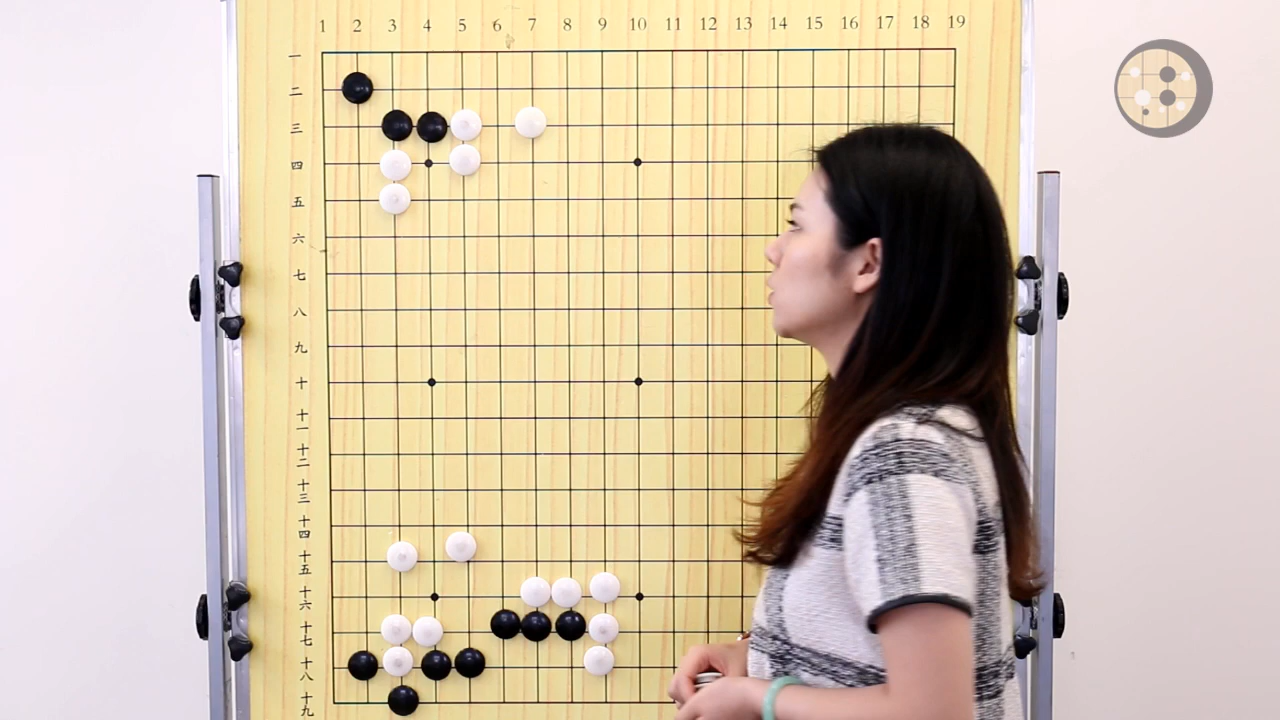 1 2 3 4 5 6 7 8 9 10 11 12 13 14 15 16 17 18 19
一
二
三
四
五
六
七
八
九
十
十一
十二
十三
十四
十五
十六
十七
十八
十九